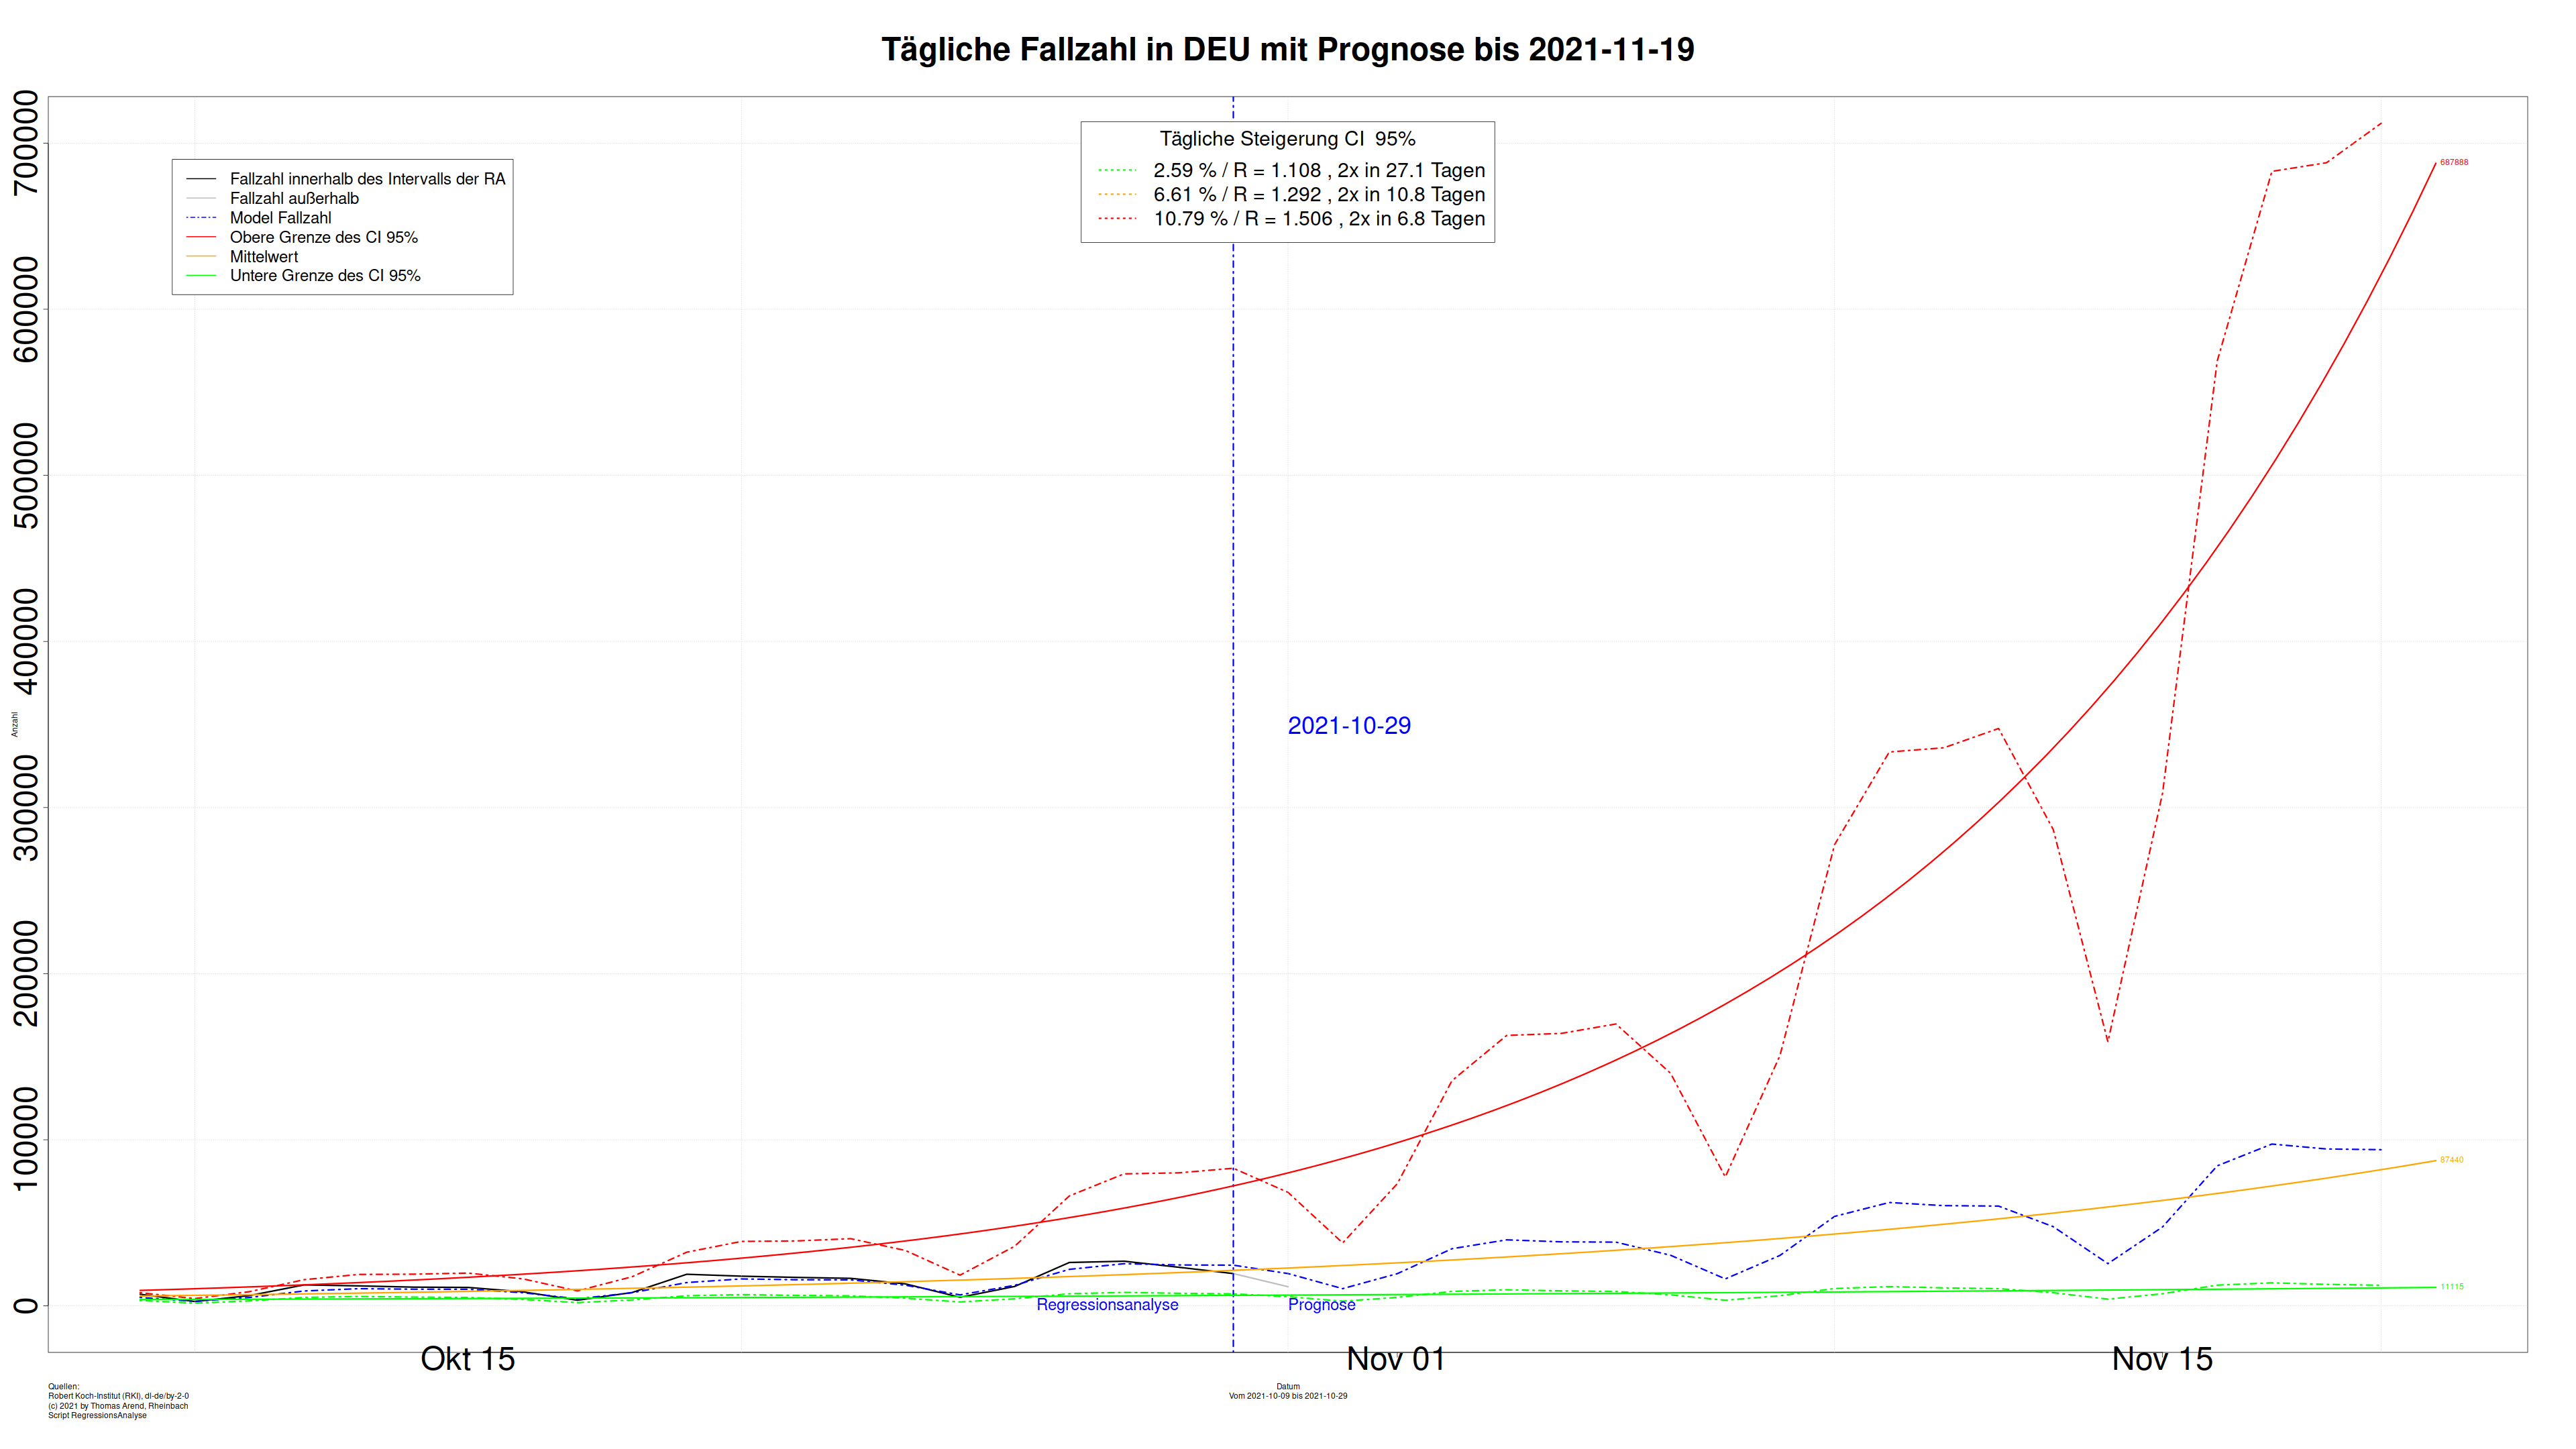 Tägliche Fallzahl in DEU mit Prognose bis 2021-11-19
Tägliche Steigerung CI  95%
2.59 % / R = 1.108 , 2x in 27.1 Tagen
6.61 % / R = 1.292 , 2x in 10.8 Tagen
10.79 % / R = 1.506 , 2x in 6.8 Tagen
Fallzahl innerhalb des Intervalls der RA
Fallzahl außerhalb
Model Fallzahl
Obere Grenze des CI 95%
Mittelwert
Untere Grenze des CI 95%
700000
600000
500000
400000
300000
200000
100000
0
Anzahl
687888
87440
11115
2021-10-29
Regressionsanalyse
Prognose
Okt 15
Nov 01
Nov 15
Datum
Vom 2021-10-09 bis 2021-10-29
Quellen:
Robert Koch-Institut (RKI), dl-de/by-2-0
(c) 2021 by Thomas Arend, Rheinbach
Script RegressionsAnalyse